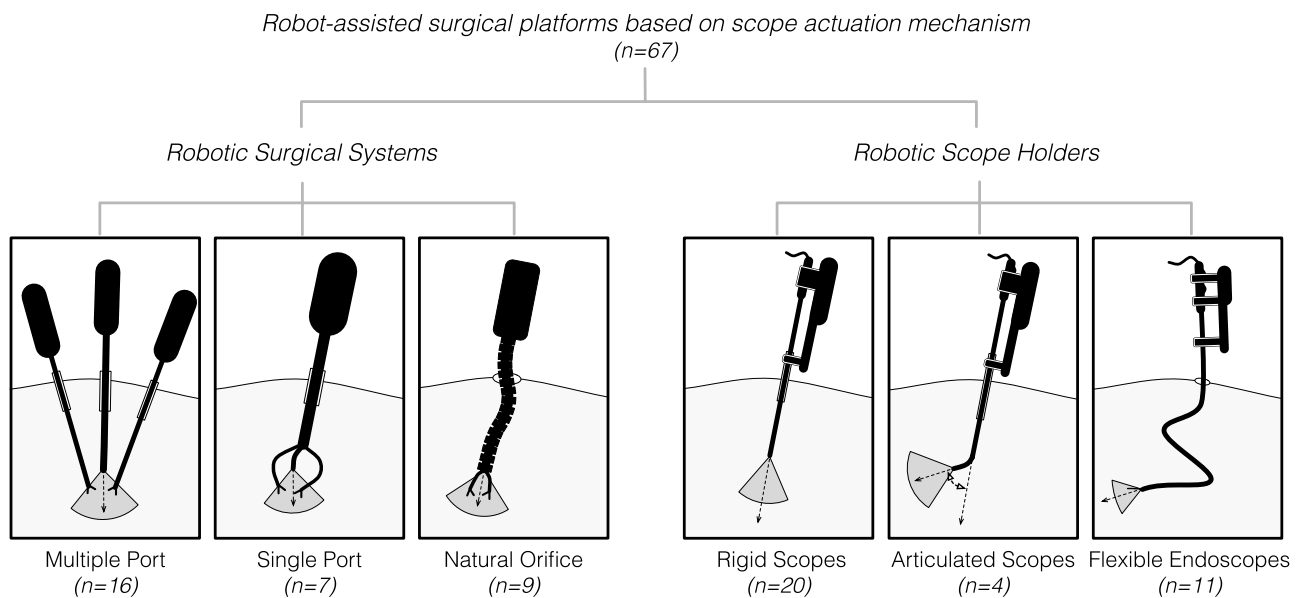 Robot-assisted surgical platforms based on scope actuation mechanism
(n=67)
Robotic Surgical Systems
Robotic Scope Holders
Multiple Port
(n=16)
Single Port
(n=7)
Natural Orifice
(n=9)
Rigid Scopes
(n=20)
Articulated Scopes
(n=4)
Flexible Endoscopes
(n=11)